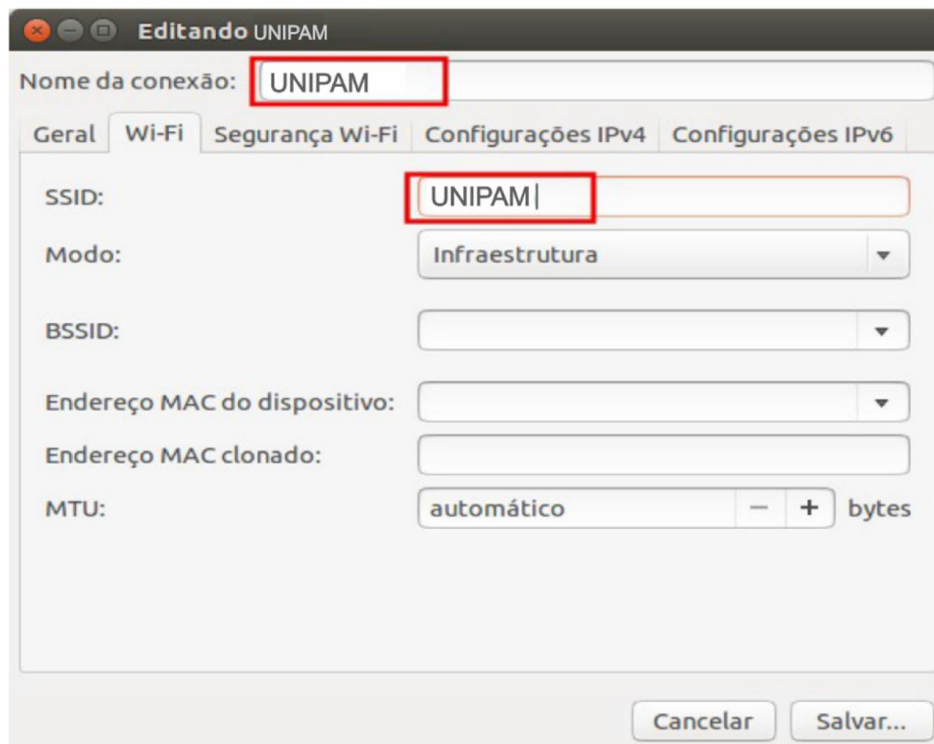 Editando UNIPAM
Nome da conexão: UNIPAM
Geral Wi-Fi Segurança Wi-Fi Configurações IPv4 Configurações IPv6
SSID: UNIPAM
Modo: Infraestrutura
BSSID:
Endereço MAC do dispositivo:
Endereço MAC clonado:
MTU: automático − + bytes
Cancelar Salvar...